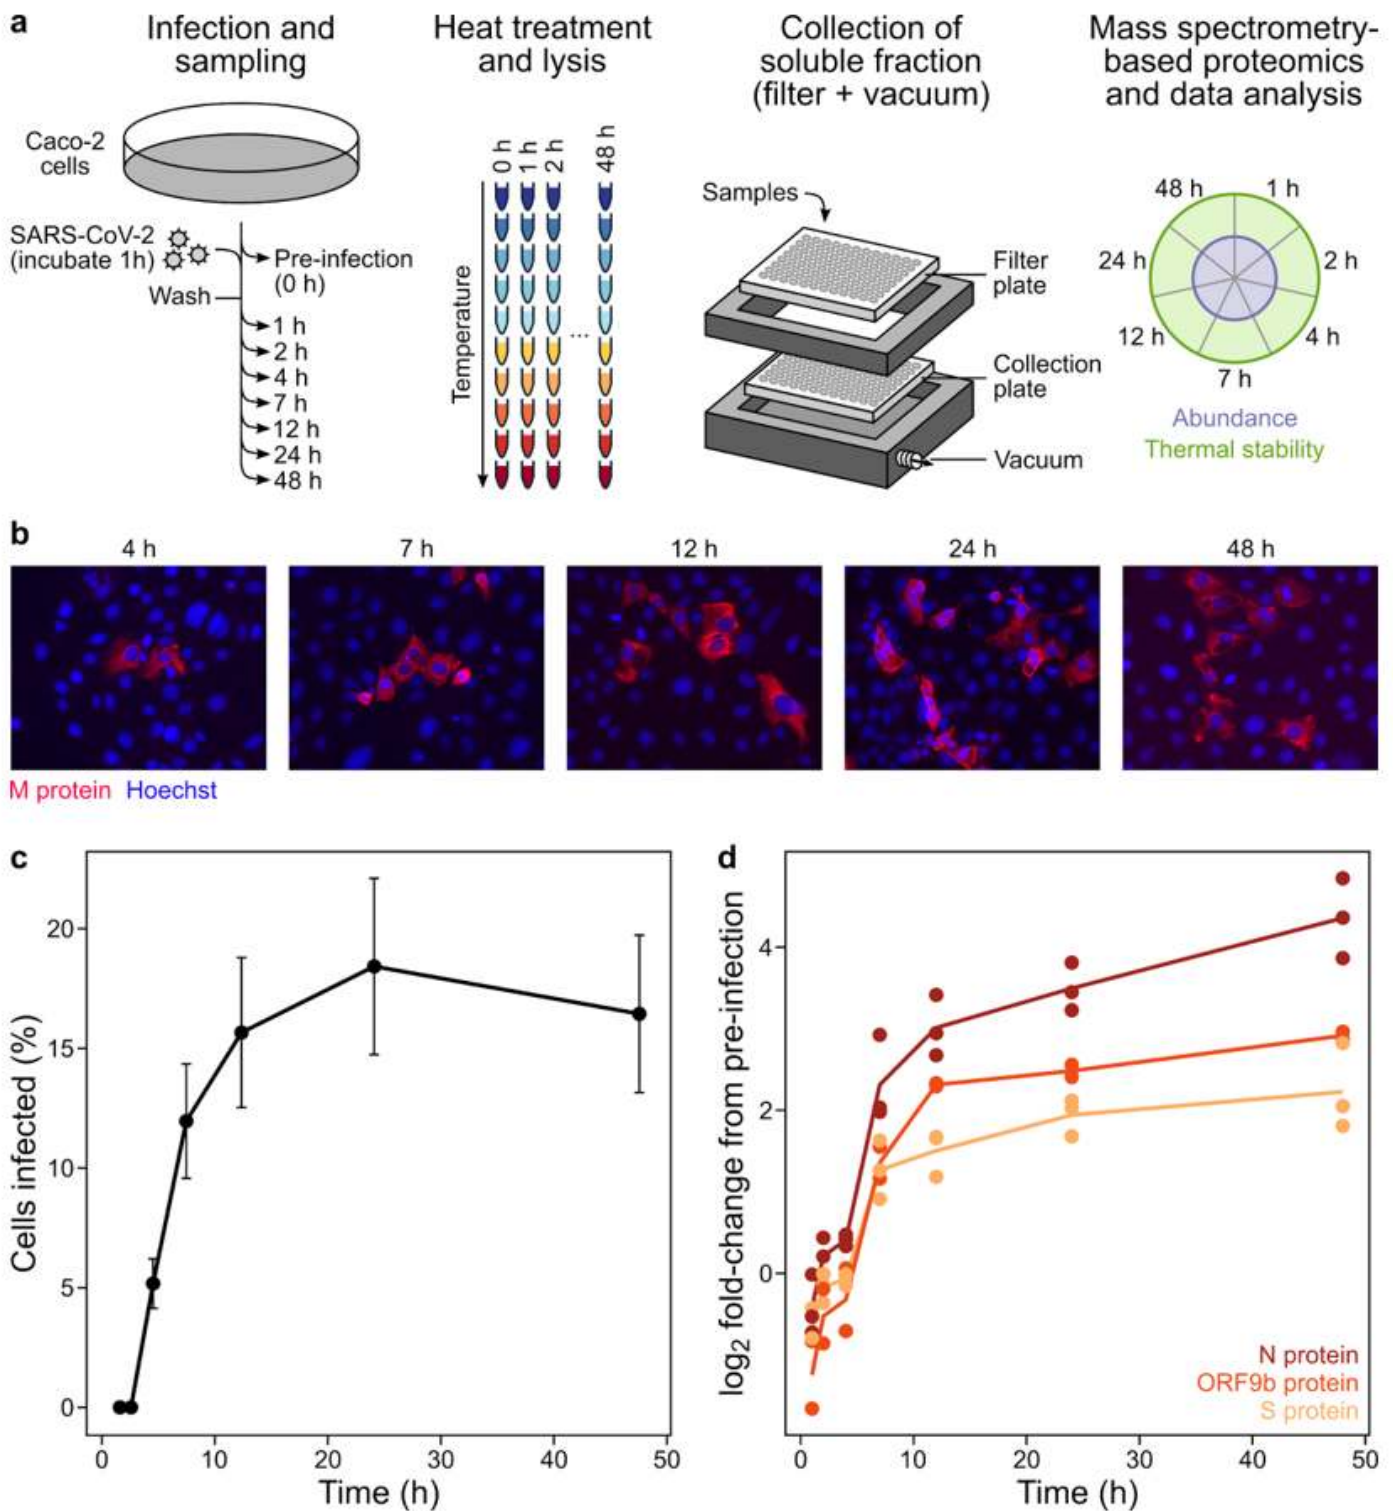 a
Infection and
sampling
Heat treatment
and lysis
Collection of
soluble fraction
(filter + vacuum)
Mass spectrometry-
based proteomics
and data analysis
Caco-2
cells
SARS-CoV-2
(incubate 1h)
Wash
Pre-infection
(0 h)
1 h
2 h
4 h
7 h
12 h
24 h
48 h
0 h
1 h
2 h
48 h
...
Temperature
Samples
Filter
plate
Collection
plate
Vacuum
48 h
1 h
24 h
2 h
12 h
4 h
7 h
Abundance
Thermal stability
b
4 h
7 h
12 h
24 h
48 h
M protein Hoechst
c
Cells infected (%)
20
15
10
5
0
0
10
20
30
40
50
Time (h)
d
log2 fold-change from pre-infection
4
2
0
N protein
ORF9b protein
S protein
0
10
20
30
40
50
Time (h)